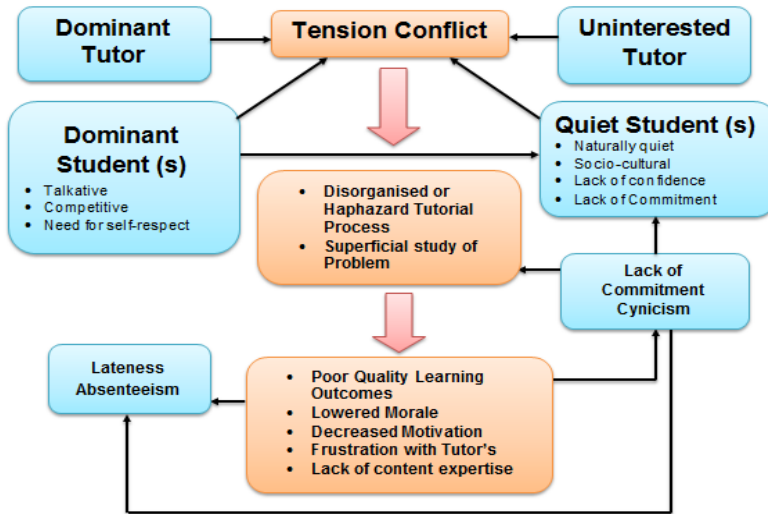 Dominant
Tutor
Tension Conflict
Uninterested
Tutor
Dominant
Student (s)
• Talkative
• Competitive
• Need for self-respect
Quiet Student (s)
• Naturally quiet
• Socio-cultural
• Lack of confidence
• Lack of Commitment
• Disorganised or
Haphazard Tutorial
Process
• Superficial study of
Problem
Lack of
Commitment
Cynicism
Lateness
Absenteeism
• Poor Quality Learning
Outcomes
• Lowered Morale
• Decreased Motivation
• Frustration with Tutor’s
• Lack of content expertise